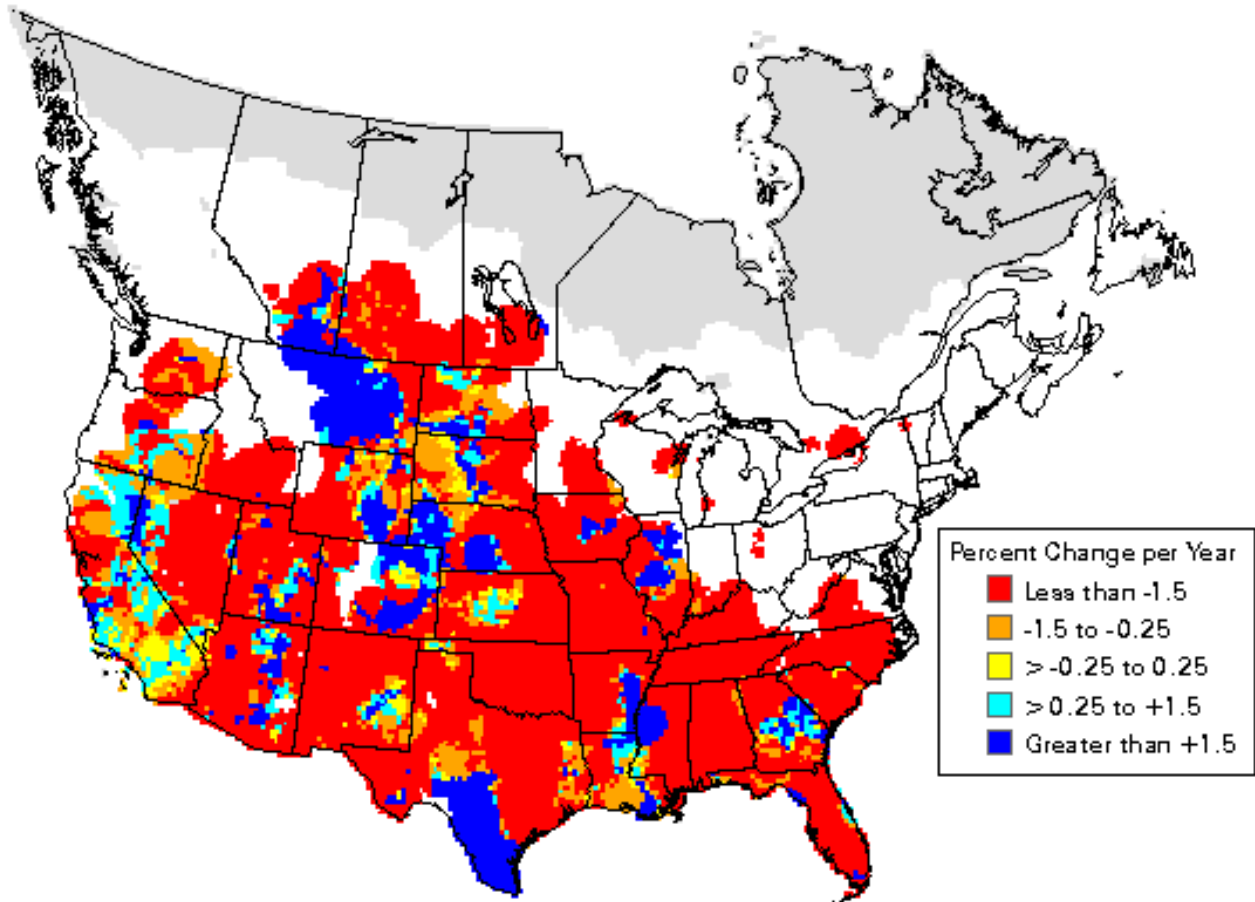 Percent Change per Year
Less than -1.5
-1.5 to -0.25
> -0.25 to 0.25
> 0.25 to +1.5
Greater than +1.5